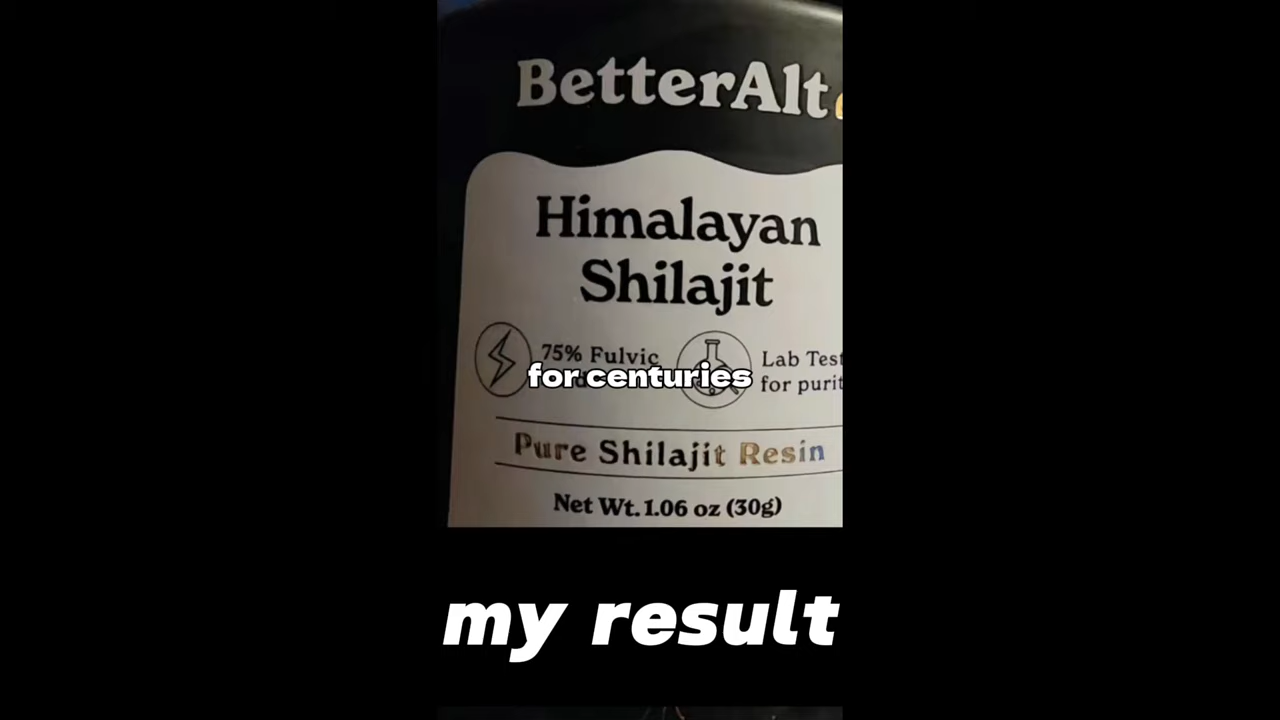 BetterAlt
Himalayan
Shilajit
75% Fulvic
Lab Test
for purit
for centuries
Pure Shilajit Resin
Net Wt. 1.06 oz (30g)
my result